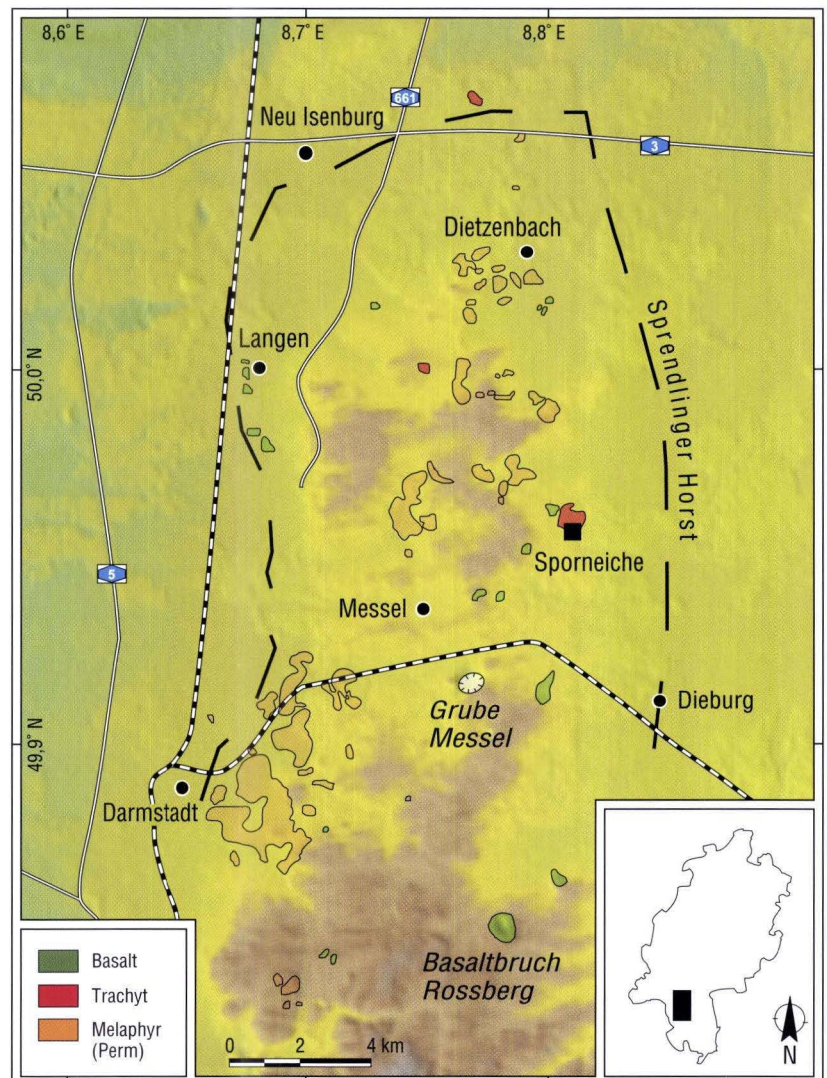 8,6° E
8,7° E
8,8° E
661
Neu Isenburg
3
Dietzenbach
Langen
50,0° N
Sprendlinger Horst
5
Sporneiche
Messel
Grube
Messel
Dieburg
49,9° N
Darmstadt
Basaltbruch
Rossberg
Basalt
Trachyt
Melaphyr
(Perm)
0 2 4 km
N